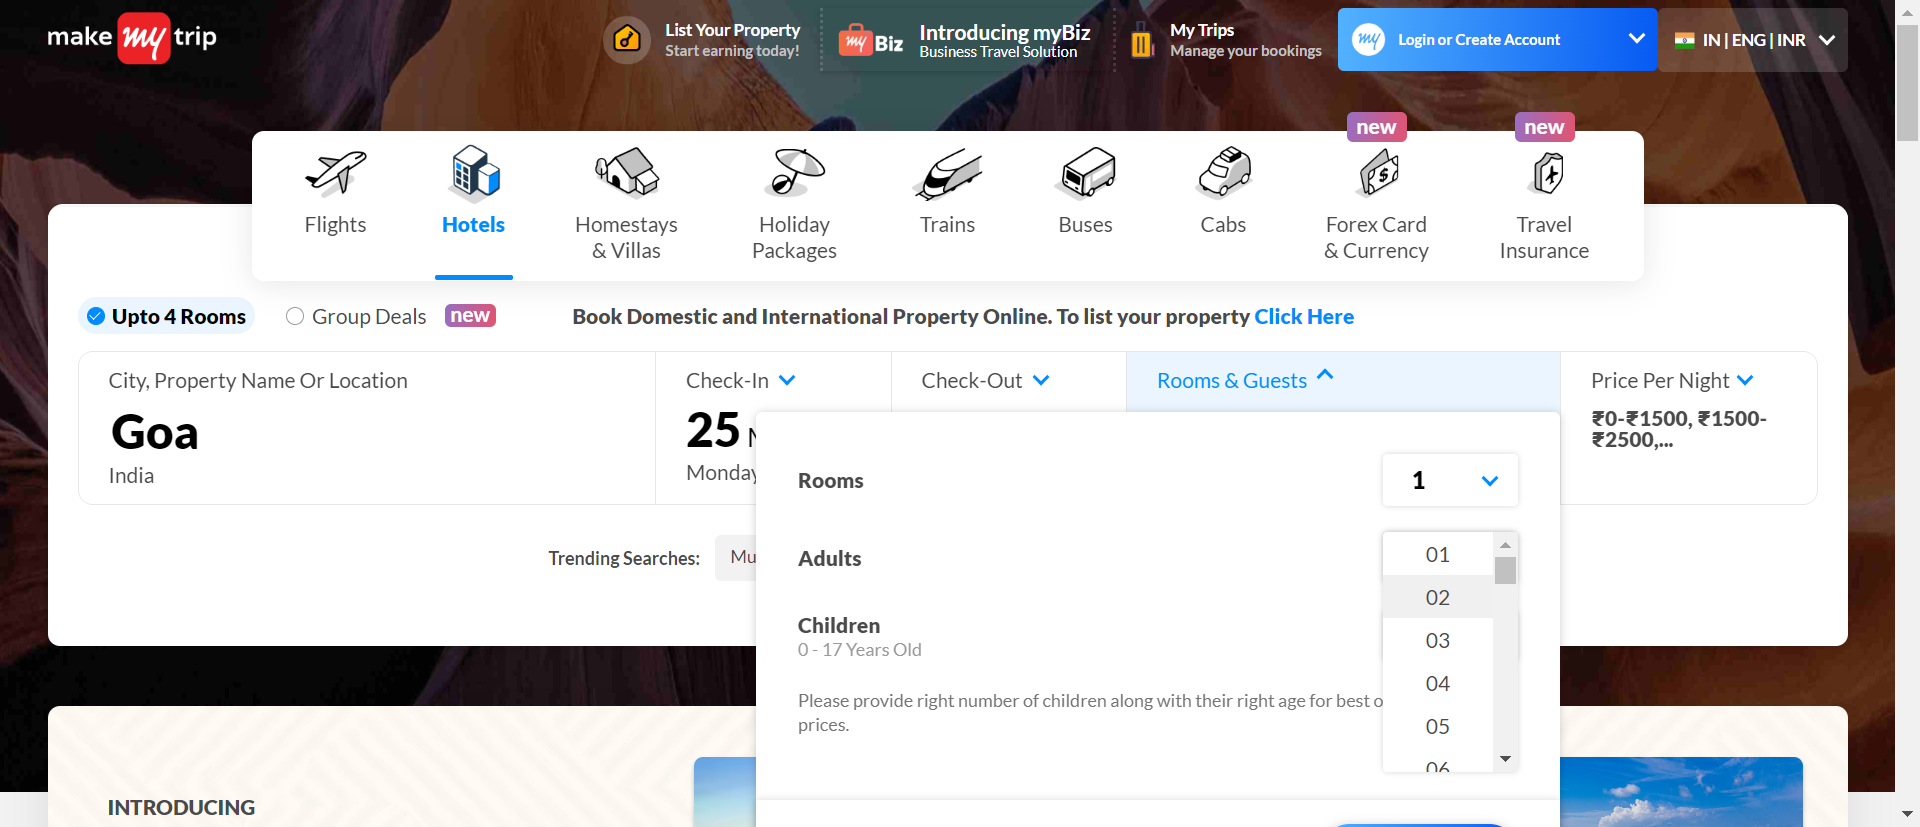 make my trip
List Your Property
Start earning today!
my Biz
Introducing myBiz
Business Travel Solution
My Trips
Manage your bookings
my Login or Create Account
IN | ENG | INR
new
new
Flights
Hotels
Homestays
& Villas
Holiday
Packages
Trains
Buses
Cabs
Forex Card
& Currency
Travel
Insurance
Upto 4 Rooms
Group Deals
new
Book Domestic and International Property Online. To list your property Click Here
City, Property Name Or Location
Goa
India
Check-In
25
Monday
Check-Out
Rooms & Guests
Price Per Night
₹0-₹1500, ₹1500-
₹2500,...
Rooms
1
Adults
01
02
03
04
05
06
Children
0 - 17 Years Old
Please provide right number of children along with their right age for best
prices.
Trending Searches:
INTRODUCING